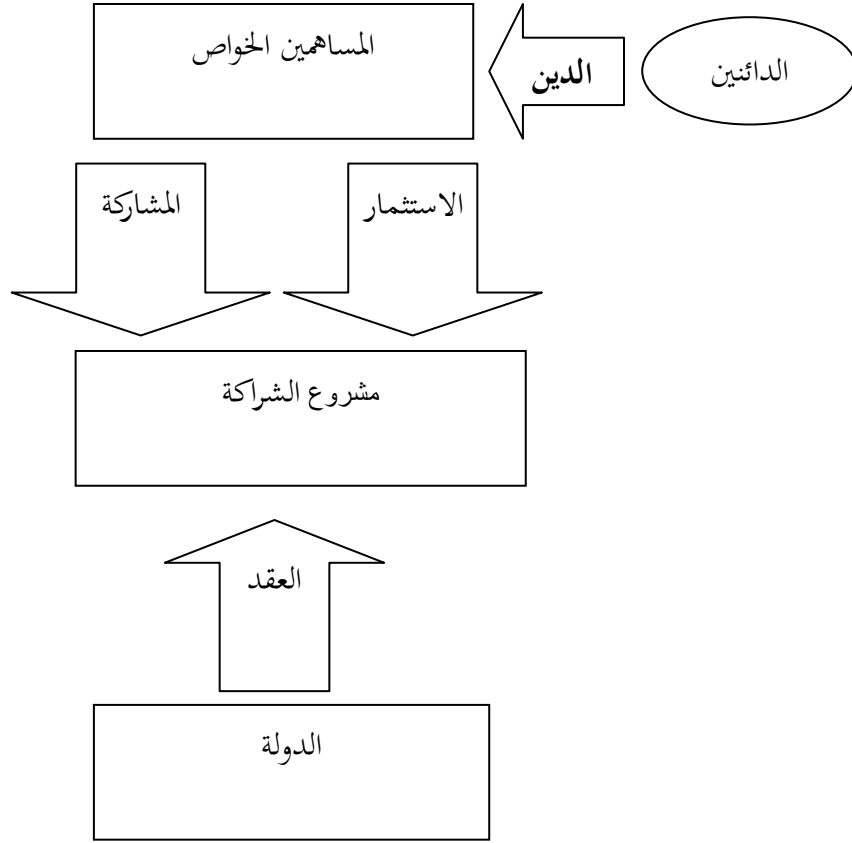 المساهمين الخواص
الدين
الدائنين
المشاركة
الاستثمار
مشروع الشراكة
العقد
الدولة